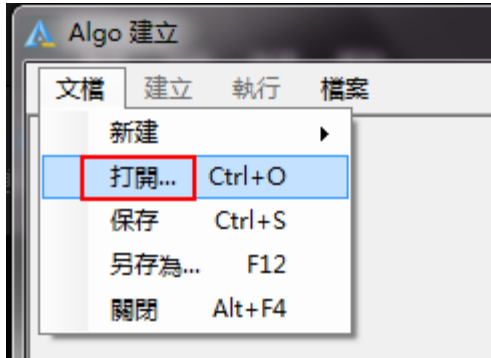 Algo 建立
文檔 建立 執行 檔案
新建
打開... Ctrl+O
保存 Ctrl+S
另存為... F12
關閉 Alt+F4